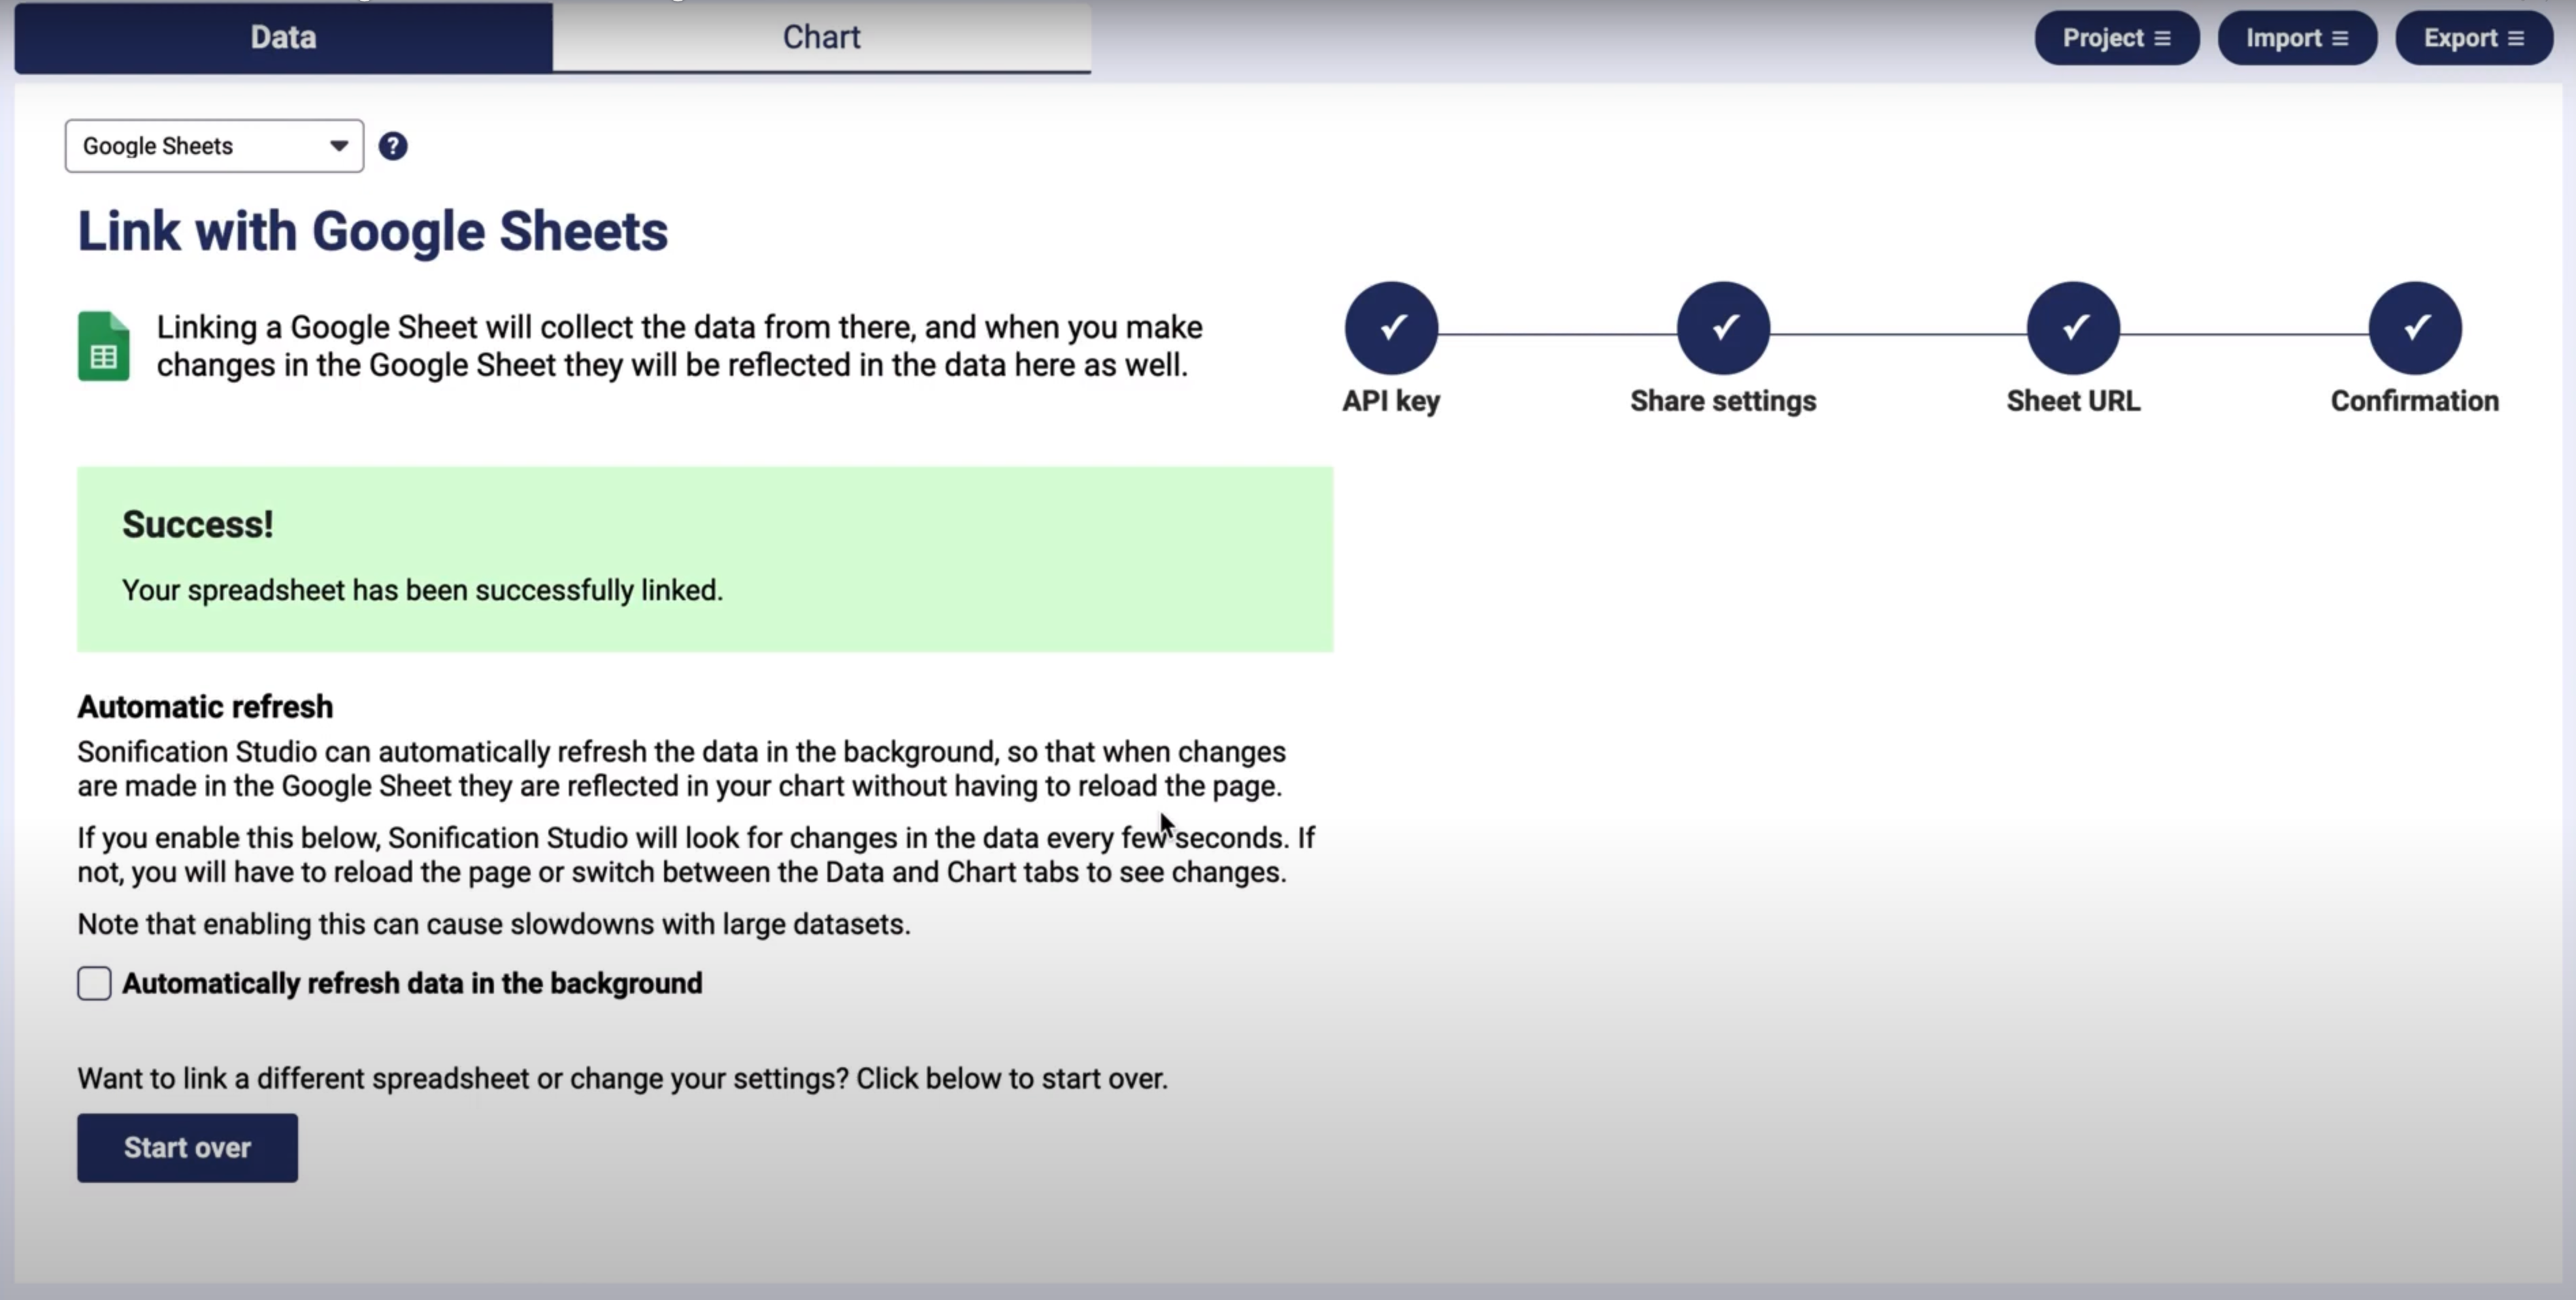 Data
Chart
Project
Import
Export
Google Sheets
?
Link with Google Sheets
Linking a Google Sheet will collect the data from there, and when you make
changes in the Google Sheet they will be reflected in the data here as well.
API key
Share settings
Sheet URL
Confirmation
Success!
Your spreadsheet has been successfully linked.
Automatic refresh
Sonification Studio can automatically refresh the data in the background, so that when changes
are made in the Google Sheet they are reflected in your chart without having to reload the page.
If you enable this below, Sonification Studio will look for changes in the data every few seconds. If
not, you will have to reload the page or switch between the Data and Chart tabs to see changes.
Note that enabling this can cause slowdowns with large datasets.
Automatically refresh data in the background
Want to link a different spreadsheet or change your settings? Click below to start over.
Start over